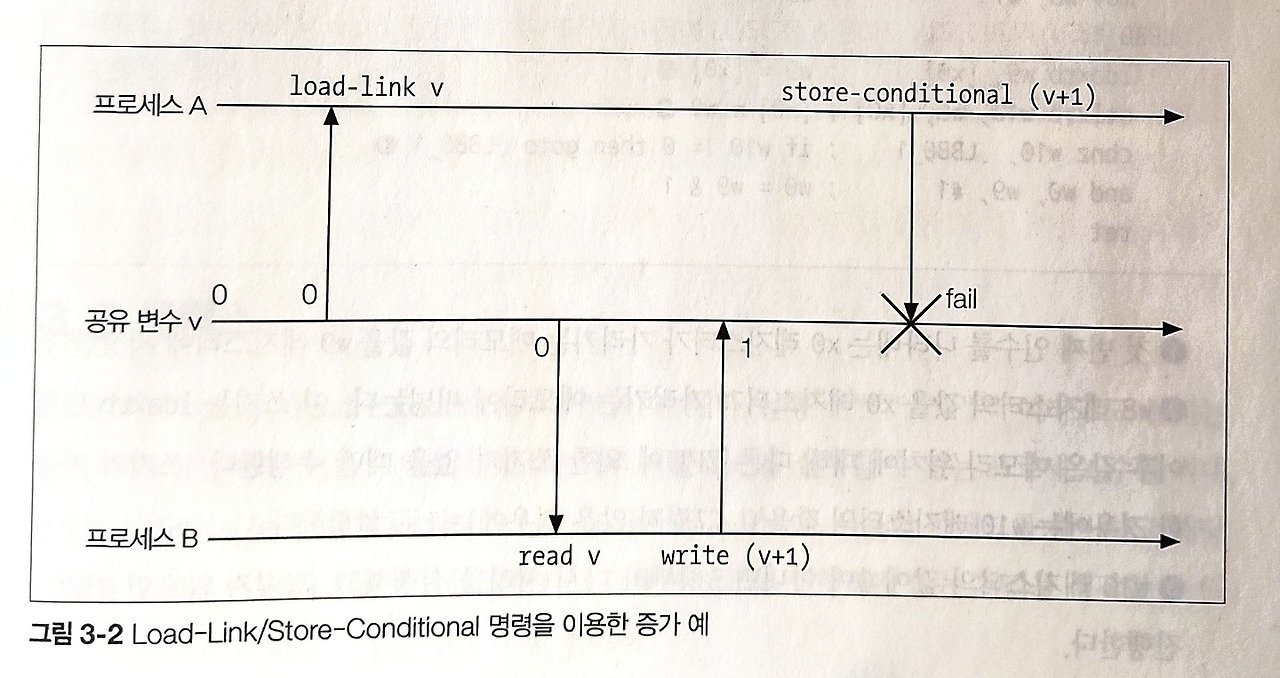 load-link v
store-conditional (v+1)
프로세스 A
0 0
fail
공유 변수 v
0 1
프로세스 B
read v write (v+1)
그림 3-2 Load-Link/Store-Conditional 명령을 이용한 증가 예